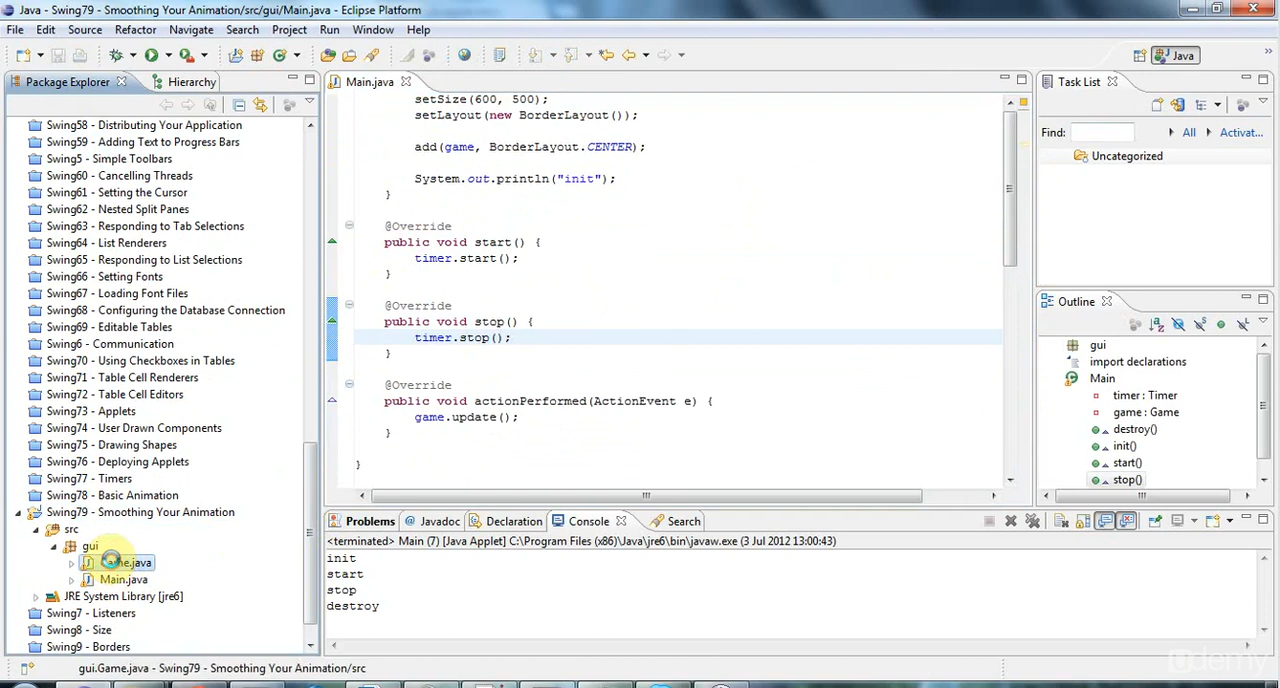 Java - Swing79 - Smoothing Your Animation/src/gui/Main.java - Eclipse Platform
File Edit Source Refactor Navigate Search Project Run Window Help
Java
Package Explorer
Hierarchy
Swing58 - Distributing Your Application
Swing59 - Adding Text to Progress Bars
Swing5 - Simple Toolbars
Swing60 - Cancelling Threads
Swing61 - Setting the Cursor
Swing62 - Nested Split Panes
Swing63 - Responding to Tab Selections
Swing64 - List Renderers
Swing65 - Responding to List Selections
Swing66 - Setting Fonts
Swing67 - Loading Font Files
Swing68 - Configuring the Database Connection
Swing69 - Editable Tables
Swing6 - Communication
Swing70 - Using Checkboxes in Tables
Swing71 - Table Cell Renderers
Swing72 - Table Cell Editors
Swing73 - Applets
Swing74 - User Drawn Components
Swing75 - Drawing Shapes
Swing76 - Deploying Applets
Swing77 - Timers
Swing78 - Basic Animation
Swing79 - Smoothing Your Animation
src
gui
Game.java
Main.java
JRE System Library [jre6]
Swing7 - Listeners
Swing8 - Size
Swing9 - Borders
Main.java
setSize(600, 500);
setLayout(new BorderLayout());
add(game, BorderLayout.CENTER);
System.out.println("init");
}
@Override
public void start() {
timer.start();
}
@Override
public void stop() {
timer.stop();
}
@Override
public void actionPerformed(ActionEvent e) {
game.update();
}
}
Task List
Find: All Activat...
Uncategorized
Outline
gui
import declarations
Main
timer : Timer
game : Game
destroy()
init()
start()
stop()
Problems @ Javadoc Declaration Console Search
<terminated> Main (7) [Java Applet] C:\Program Files (x86)\Java\jre6\bin\javaw.exe (3 Jul 2012 13:00:43)
init
start
stop
destroy
gui.Game.java - Swing79 - Smoothing Your Animation/src
udemy